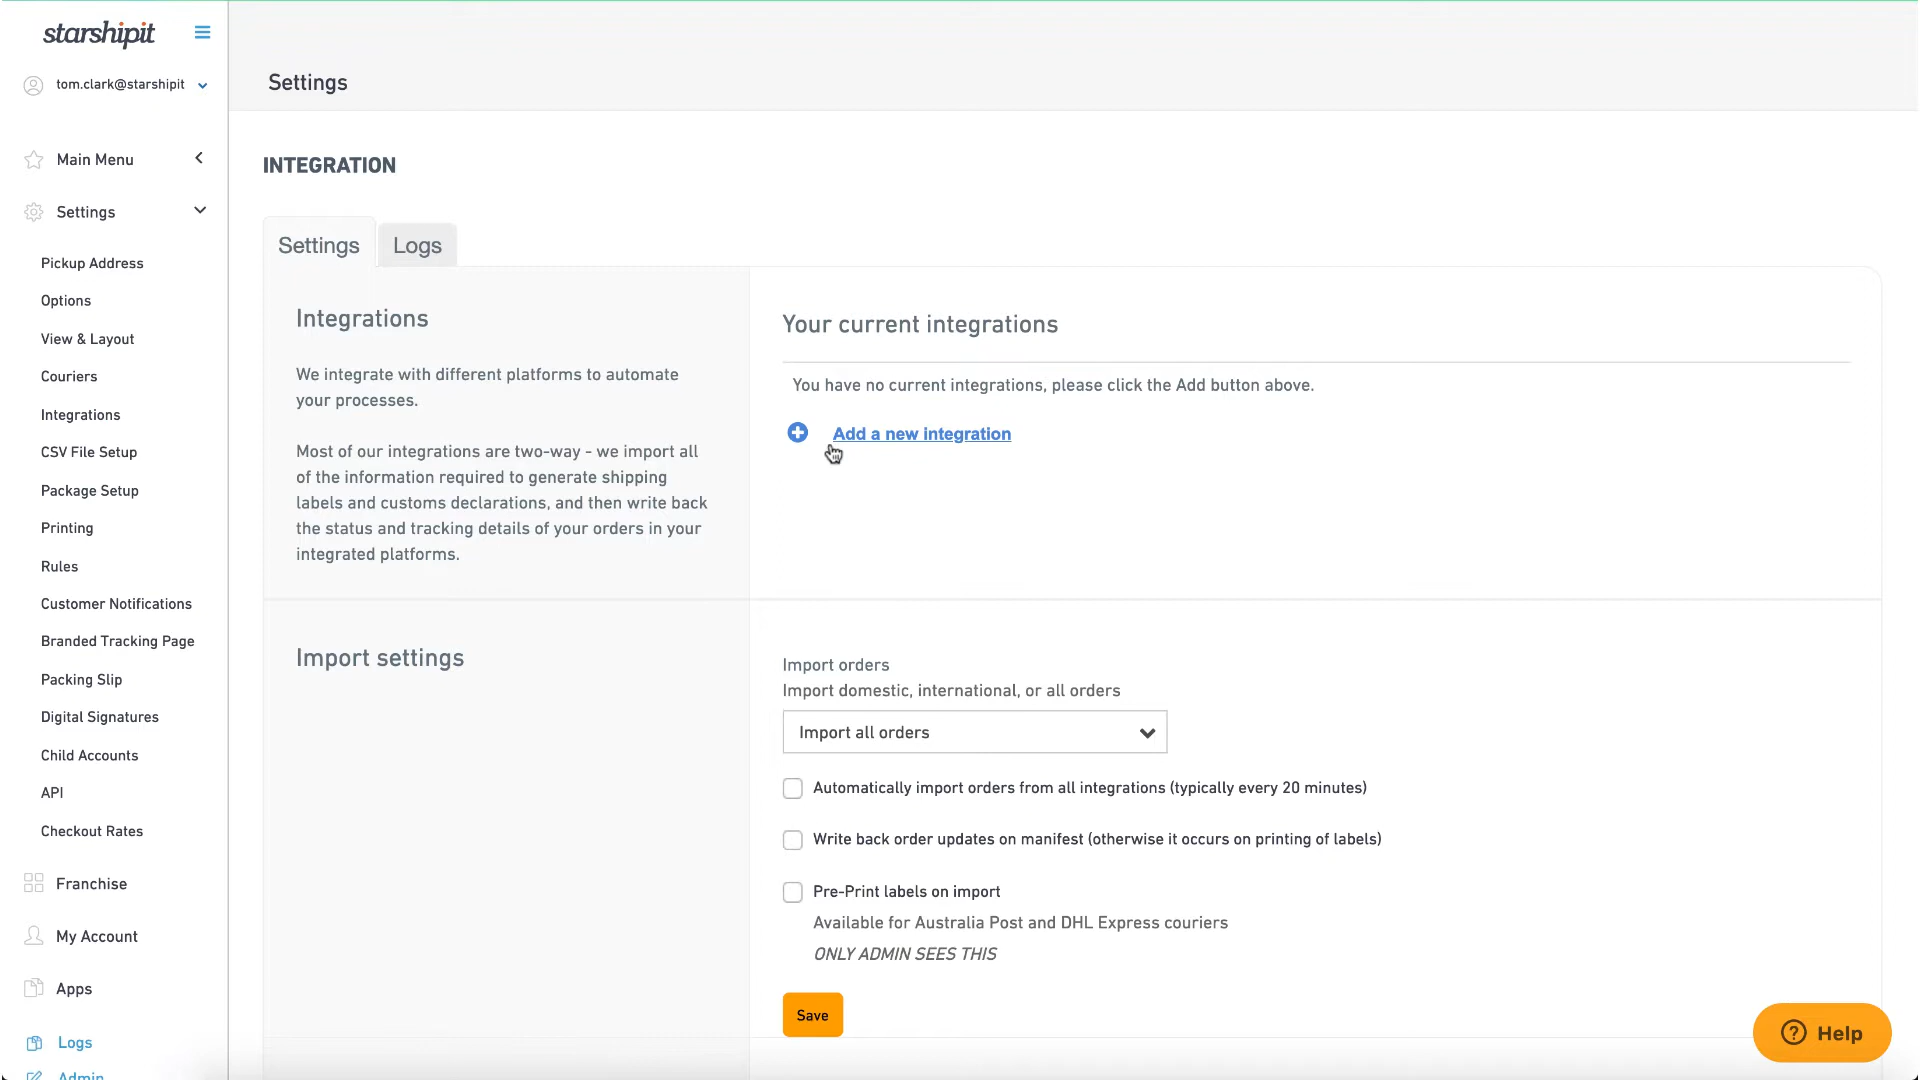 starshipit
tom.clark@starshipit
Main Menu
Settings
Pickup Address
Options
View & Layout
Couriers
Integrations
CSV File Setup
Package Setup
Printing
Rules
Customer Notifications
Branded Tracking Page
Packing Slip
Digital Signatures
Child Accounts
API
Checkout Rates
Franchise
My Account
Apps
Logs
Admin
Settings
INTEGRATION
Settings
Logs
Integrations
We integrate with different platforms to automate
your processes.
Most of our integrations are two-way - we import all
of the information required to generate shipping
labels and customs declarations, and then write back
the status and tracking details of your orders in your
integrated platforms.
Your current integrations
You have no current integrations, please click the Add button above.
Add a new integration
Import settings
Import orders
Import domestic, international, or all orders
Import all orders
Automatically import orders from all integrations (typically every 20 minutes)
Write back order updates on manifest (otherwise it occurs on printing of labels)
Pre-Print labels on import
Available for Australia Post and DHL Express couriers
ONLY ADMIN SEES THIS
Save
Help